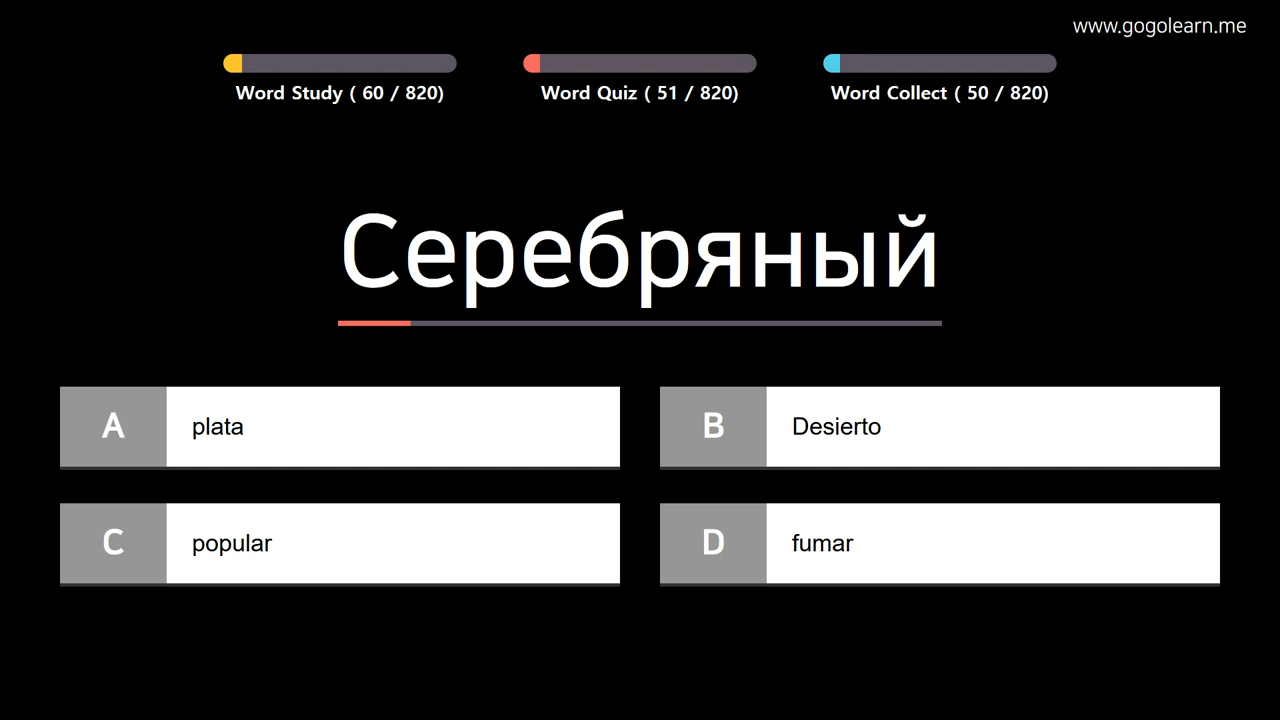 www.gogolearn.me
Word Study ( 60 / 820)
Word Quiz ( 51 / 820)
Word Collect ( 50 / 820)
Серебряный
A plata
B Desierto
C popular
D fumar